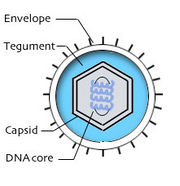 Envelope
Tegument
Capsid
DNA core